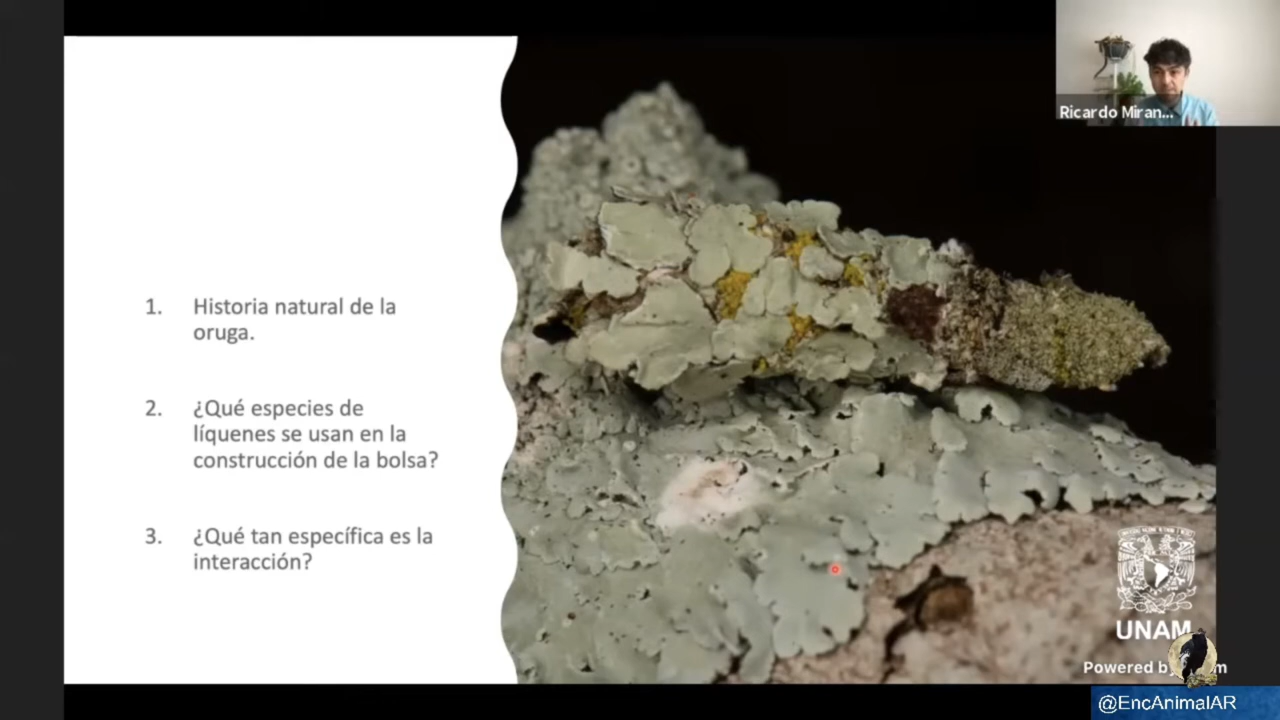 Ricardo Miran...
1. Historia natural de la
oruga.
2. ¿Qué especies de
líquenes se usan en la
construcción de la bolsa?
3. ¿Qué tan específica es la
interacción?
UNAM
Powered b
@EncAnimalAR